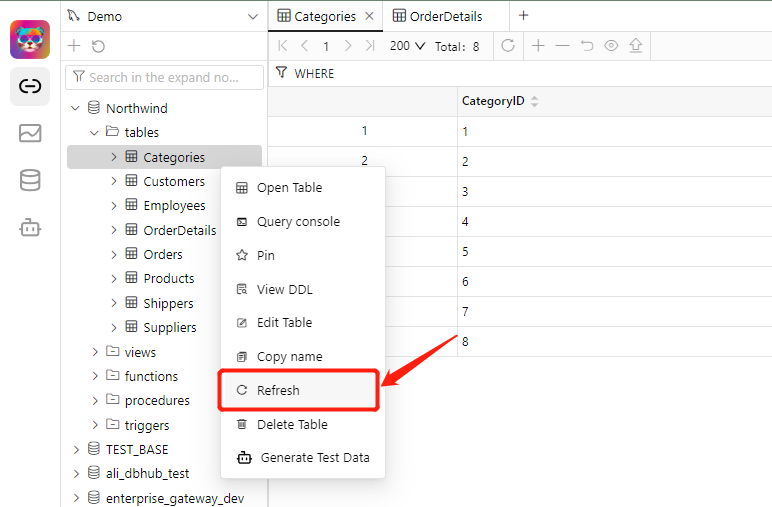 Demo
Search in the expand no...
Northwind
tables
Categories
Customers
Employees
OrderDetails
Orders
Products
Shippers
Suppliers
views
functions
procedures
triggers
TEST_BASE
ali_dbhub_test
enterprise_gateway_dev
Open Table
Query console
Pin
View DDL
Edit Table
Copy name
Refresh
Delete Table
Generate Test Data
Categories
OrderDetails
1
200
Total: 8
WHERE
CategoryID
1 1
2 2
3
4
5
6
7
8